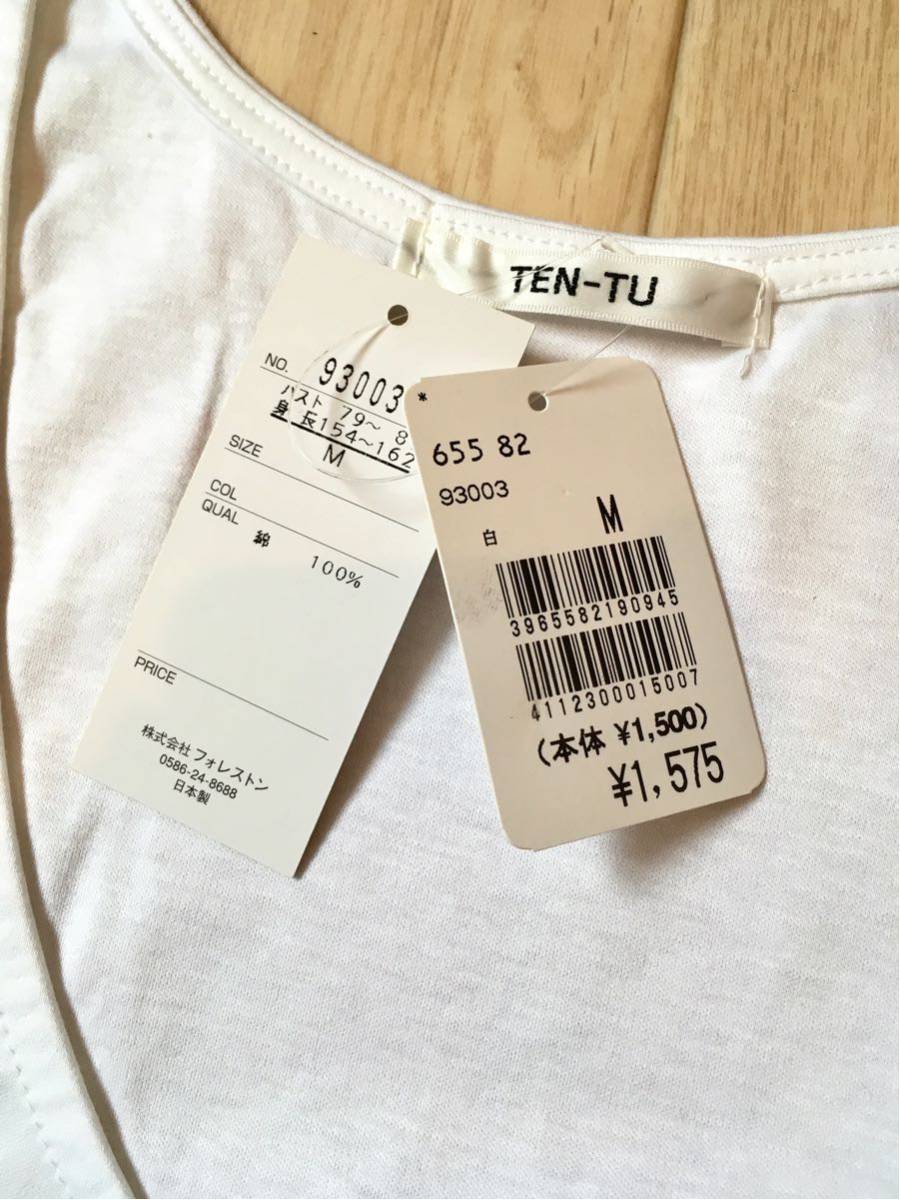 TEN-TU
NO. 93003
バスト 79~ 8
身 長154~162
SIZE M
COL
QUAL
綿
100%
PRICE
株式会社 フォレストン
0586-24-8688
日本製
*
655 82
93003
白 M
3965582190945
4112300015007
(本体 ¥1,500)
¥1,575